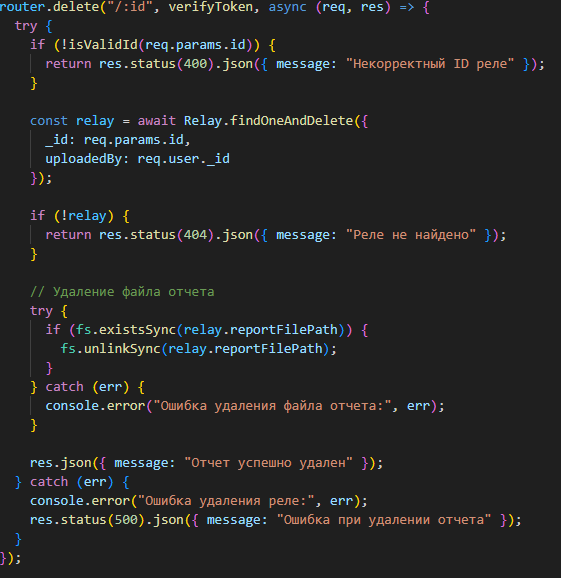 router.delete("/:id", verifyToken, async (req, res) => {
  try {
    if (!isValidId(req.params.id)) {
      return res.status(400).json({ message: "Некорректный ID реле" });
    }

    const relay = await Relay.findOneAndDelete({
      _id: req.params.id,
      uploadedBy: req.user._id
    });

    if (!relay) {
      return res.status(404).json({ message: "Реле не найдено" });
    }

    // Удаление файла отчета
    try {
      if (fs.existsSync(relay.reportFilePath)) {
        fs.unlinkSync(relay.reportFilePath);
      }
    } catch (err) {
      console.error("Ошибка удаления файла отчета:", err);
    }

    res.json({ message: "Отчет успешно удален" });
  } catch (err) {
    console.error("Ошибка удаления реле:", err);
    res.status(500).json({ message: "Ошибка при удалении отчета" });
  }
});